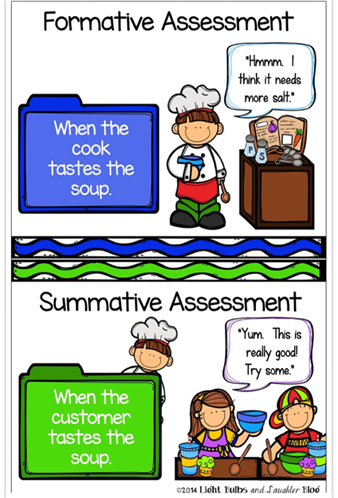 Formative Assessment
"Hmmm. I
think it needs
more salt."
When the
cook
tastes the
soup.
P S
Summative Assessment
"Yum. This is
really good!
Try some."
When the
customer
tastes the
soup.
©2014 Light Bulbs and Laughter Blog